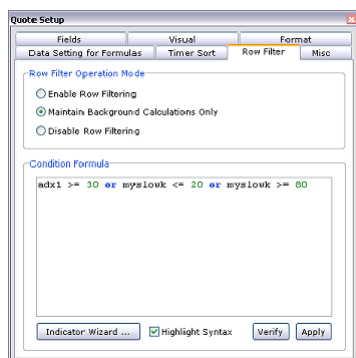 Quote Setup
Fields Visual Format
Data Setting for Formulas Timer Sort Row Filter Misc
Row Filter Operation Mode
Enable Row Filtering
Maintain Background Calculations Only
Disable Row Filtering
Condition Formula
adx1 >= 30 or myslowk <= 20 or myslowk >= 80
Indicator Wizard ... Highlight Syntax Verify Apply